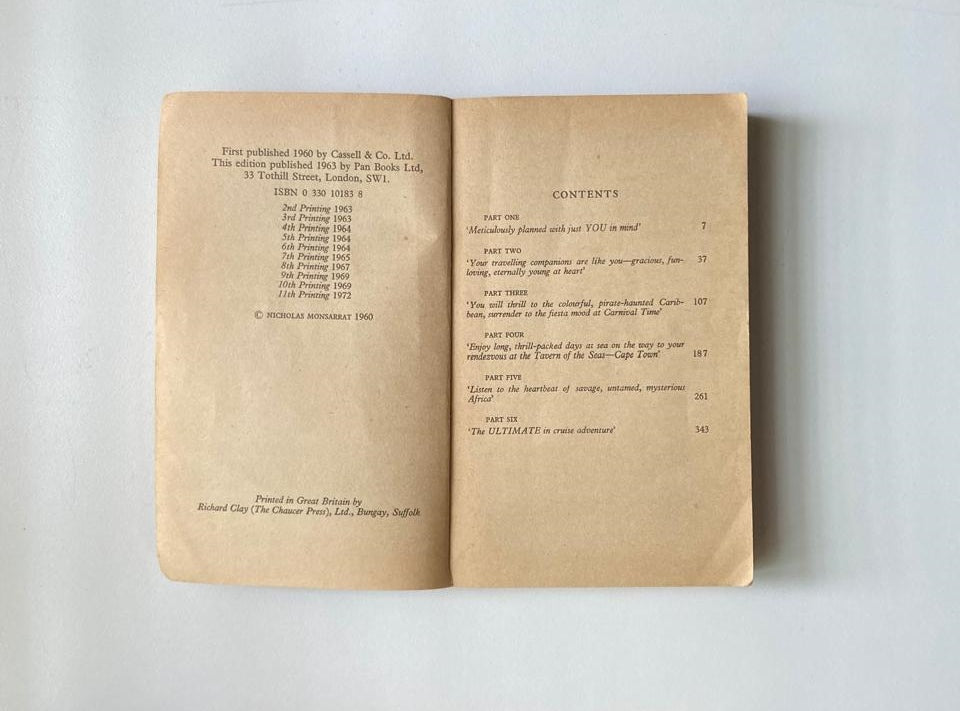 First published 1960 by Cassell & Co. Ltd.
This edition published 1963 by Pan Books Ltd,
33 Tothill Street, London, SW1.
ISBN 0 330 10183 8
2nd Printing 1963
3rd Printing 1963
4th Printing 1964
5th Printing 1964
6th Printing 1964
7th Printing 1965
8th Printing 1967
9th Printing 1969
10th Printing 1969
11th Printing 1972
© NICHOLAS MONSARRAT 1960
Printed in Great Britain by
Richard Clay (The Chaucer Press), Ltd., Bungay, Suffolk
CONTENTS
PART ONE
'Meticulously planned with just YOU in mind' 7
PART TWO
'Your travelling companions are like you—gracious, fun- 37
loving, eternally young at heart'
PART THREE
'You will thrill to the colourful, pirate-haunted Carib- 107
bean, surrender to the fiesta mood at Carnival Time'
PART FOUR
'Enjoy long, thrill-packed days at sea on the way to your
rendezvous at the Tavern of the Seas—Cape Town' 187
PART FIVE
'Listen to the heartbeat of savage, untamed, mysterious
Africa' 261
PART SIX
'The ULTIMATE in cruise adventure' 343